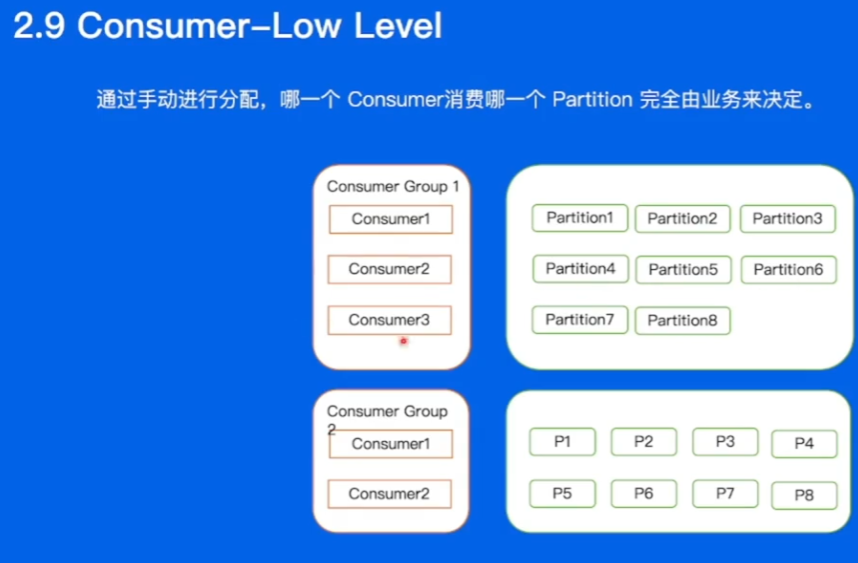 2.9 Consumer-Low Level
通过手动进行分配，哪一个 Consumer消费哪一个 Partition 完全由业务来决定。
Consumer Group 1
Consumer1
Consumer2
Consumer3
Partition1 Partition2 Partition3
Partition4 Partition5 Partition6
Partition7 Partition8
Consumer Group
2
Consumer1
Consumer2
P1 P2 P3 P4
P5 P6 P7 P8